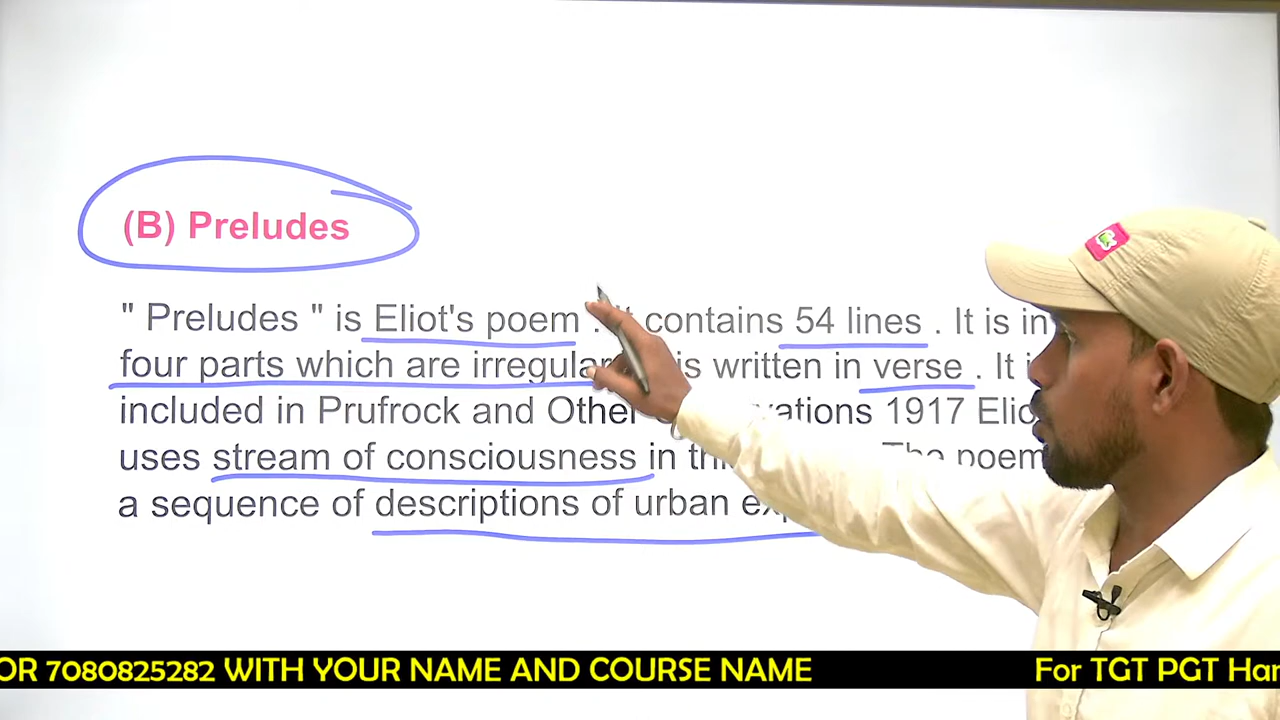 (B) Preludes
" Preludes " is Eliot's poem . It contains 54 lines . It is in
four parts which are irregular is written in verse . It
included in Prufrock and Other 1917
uses stream of consciousness in The poem
a sequence of descriptions of urban
OR 7080825282 WITH YOUR NAME AND COURSE NAME For TGT PGT